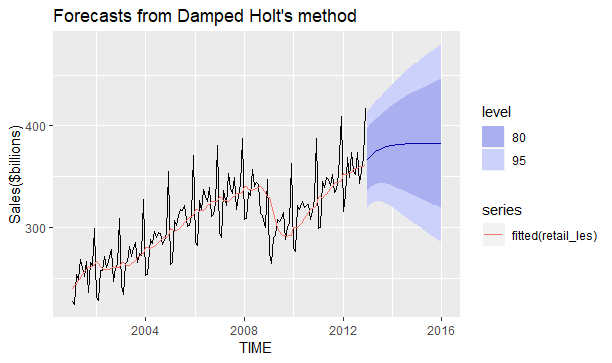 Forecasts from Damped Holt's method
Sales($billions)
400
300
2004
2008
2012
2016
TIME
level
80
95
series
fitted(retail_les)